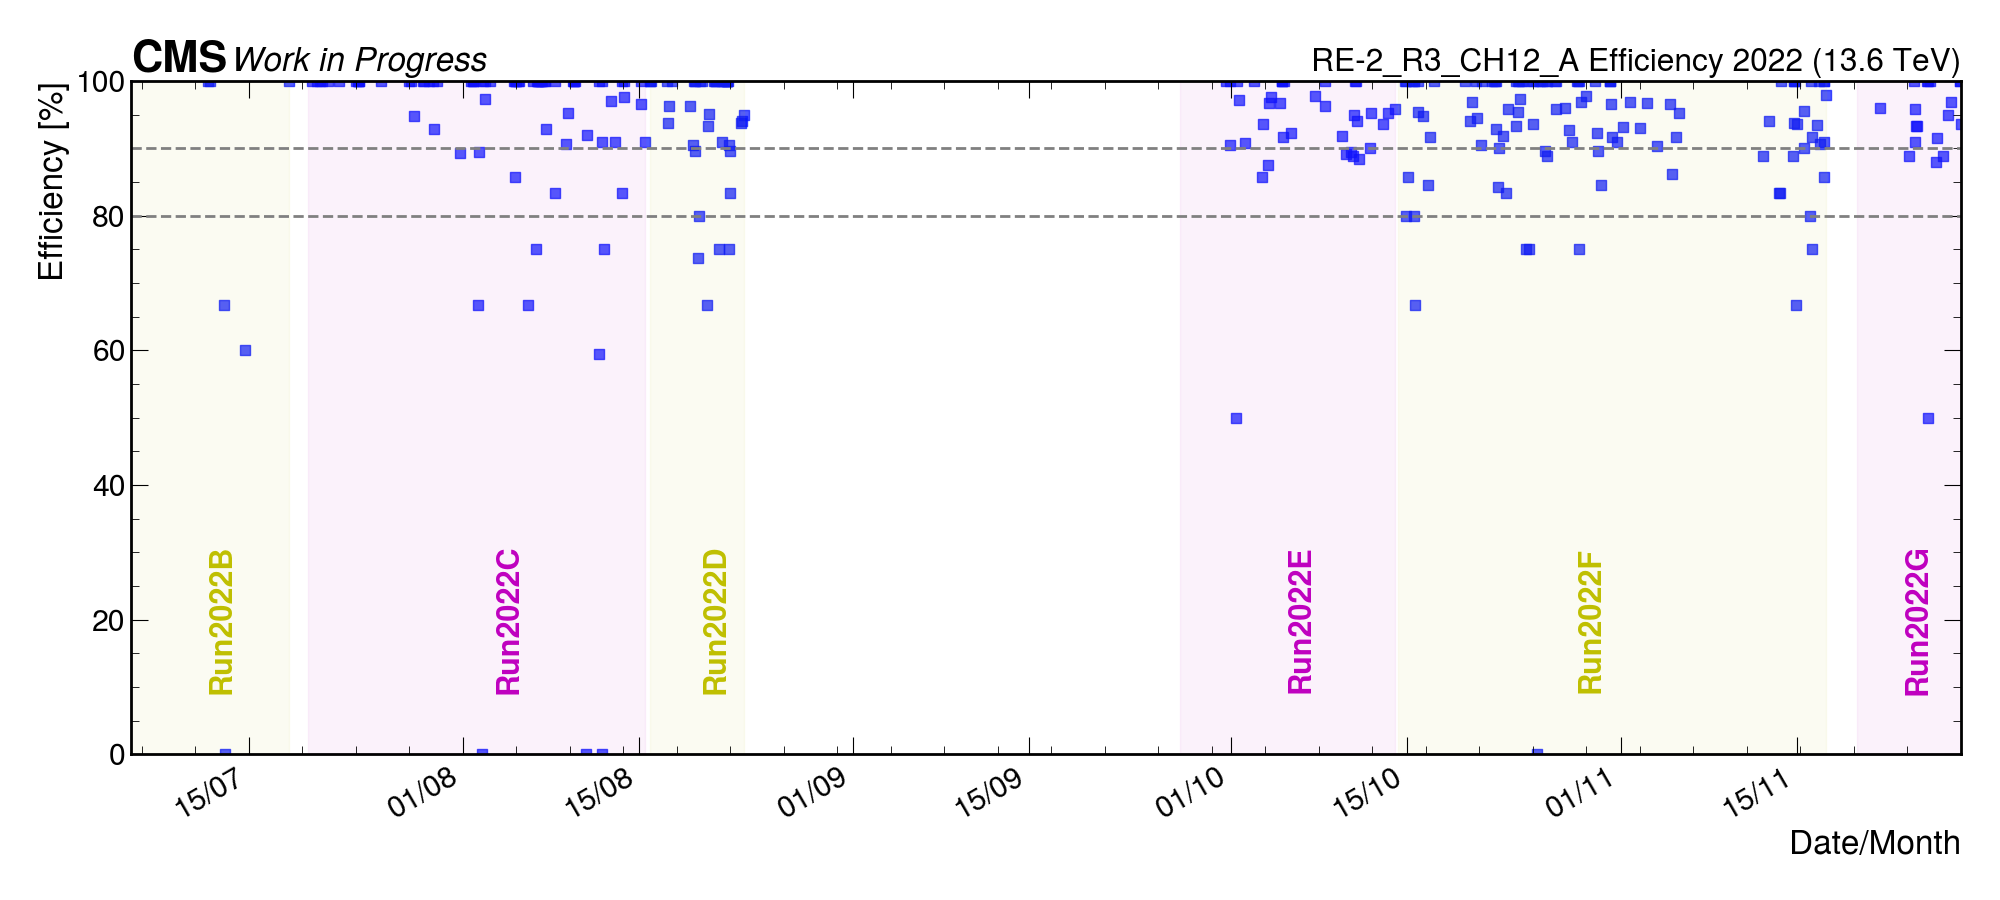 CMS Work in Progress
RE-2_R3_CH12_A Efficiency 2022 (13.6 TeV)
Efficiency [%]
100
80
60
40
20
0
Run2022B
Run2022C
Run2022D
Run2022E
Run2022F
Run2022G
15/07
01/08
15/08
01/09
15/09
01/10
15/10
01/11
15/11
Date/Month